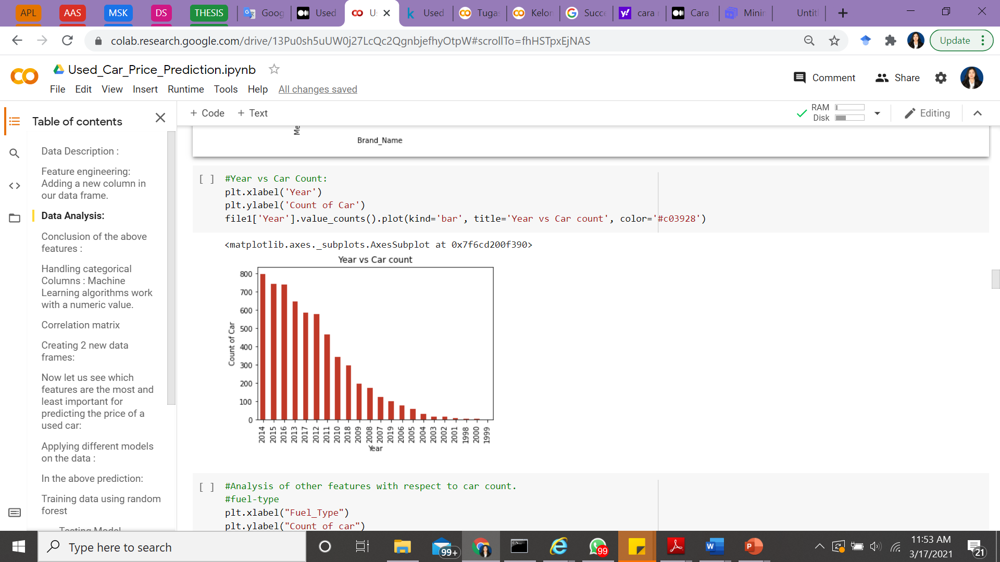 APL
AAS
MSK
DS
THESIS
Goog
Used
U
Used
Tuga
Kelon
Succe
cara
Cara
Minin
Untitl
colab.research.google.com/drive/13Pu0sh5uUW0j27LcQc2QgnbjefhyOtpW#scrollTo=fhHSTpxEjNAS
Update
Used_Car_Price_Prediction.ipynb
File Edit View Insert Runtime Tools Help All changes saved
Comment
Share
Table of contents
Data Description :
Feature engineering:
Adding a new column in
our data frame.
Data Analysis:
Conclusion of the above
features :
Handling categorical
Columns : Machine
Learning algorithms work
with a numeric value.
Correlation matrix
Creating 2 new data
frames:
Now let us see which
features are the most and
least important for
predicting the price of a
used car:
Applying different models
on the data :
In the above prediction:
Training data using random
forest
Testing Model
+ Code + Text
RAM
Disk
Editing
Me
Brand_Name
[ ] #Year vs Car Count:
plt.xlabel('Year')
plt.ylabel('Count of Car')
file1['Year'].value_counts().plot(kind='bar', title='Year vs Car count', color='#c03928')
<matplotlib.axes._subplots.AxesSubplot at 0x7f6cd200f390>
Year vs Car count
Count of Car
800
700
600
500
400
300
200
100
0
2014 2015 2016 2013 2017 2012 2011 2010 2018 2009 2008 2007 2019 2006 2005 2004 2003 2002 2001 1998 2000 1999
Year
[ ] #Analysis of other features with respect to car count.
#fuel-type
plt.xlabel("Fuel_Type")
plt.ylabel("Count of car")
Type here to search
99+
99
11:53 AM
3/17/2021
21